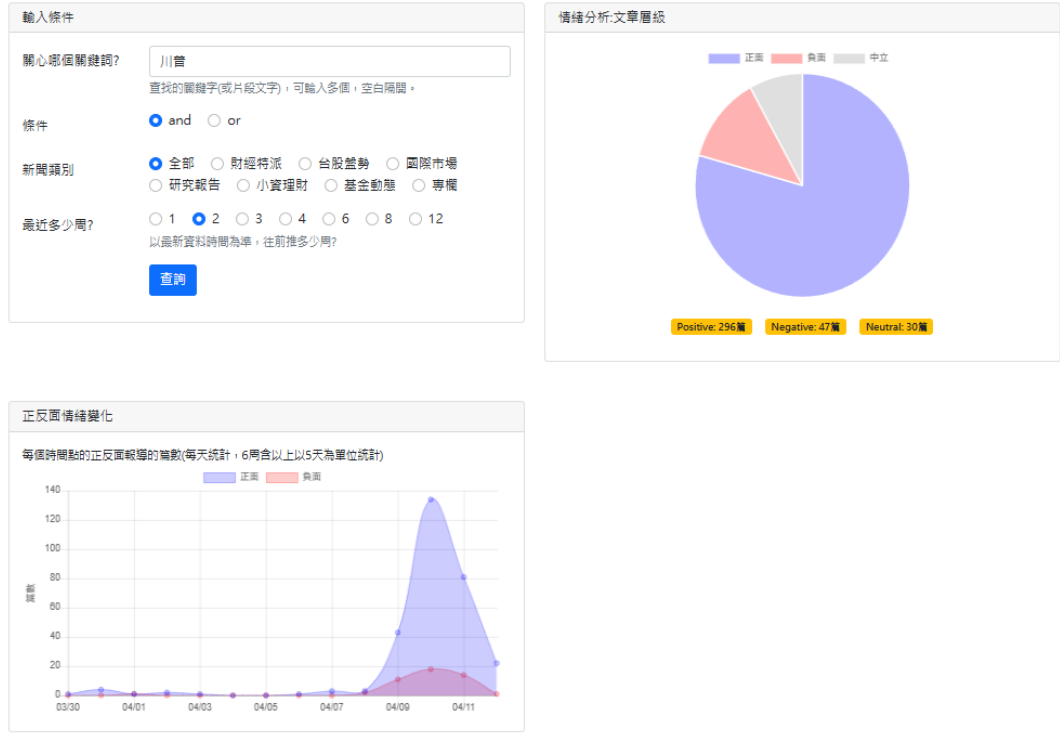 輸入條件
關心哪個關鍵詞?
川普
查找的關鍵字(或片段文字)，可輸入多個，空白隔開。
條件
and or
新聞類別
全部 財經特派 台股盤勢 國際市場
研究報告 小資理財 基金動態 專欄
最近多少周?
1 2 3 4 6 8 12
以最新資料時間為準，往前推多少周?
查詢
情緒分析:文章層級
正面 負面 中立
Positive: 296篇 Negative: 47篇 Neutral: 30篇
正反面情緒變化
每個時間點的正反面報導的篇數(每天統計，6周含以上以5天為單位統計)
正面 負面
篇數
140
120
100
80
60
40
20
0
03/30 04/01 04/03 04/05 04/07 04/09 04/11